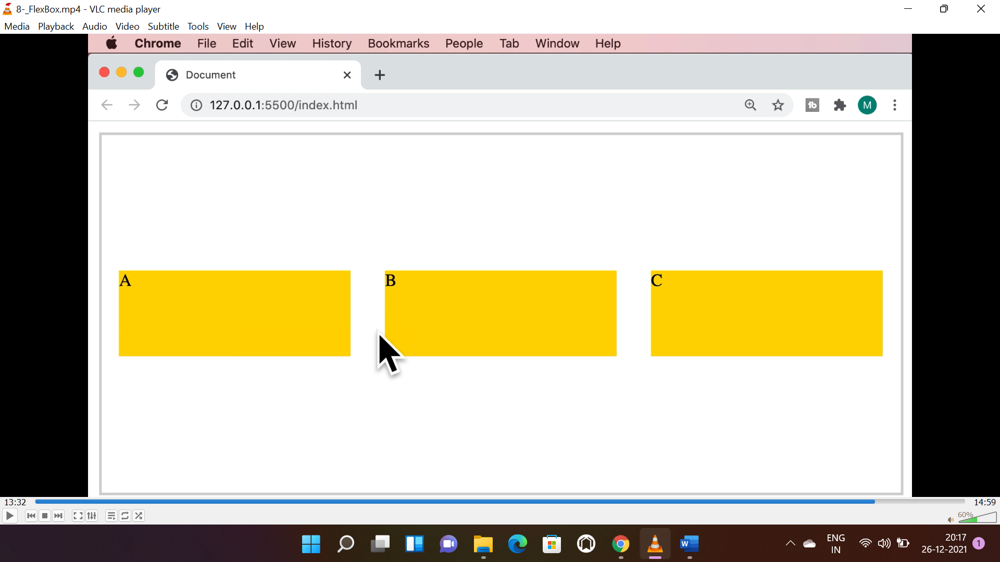 8-_FlexBox.mp4 - VLC media player
Media Playback Audio Video Subtitle Tools View Help
Chrome File Edit View History Bookmarks People Tab Window Help
Document
127.0.0.1:5500/index.html
M
A B C
13:32 14:59
60%
ENG 20:17
IN 26-12-2021 1